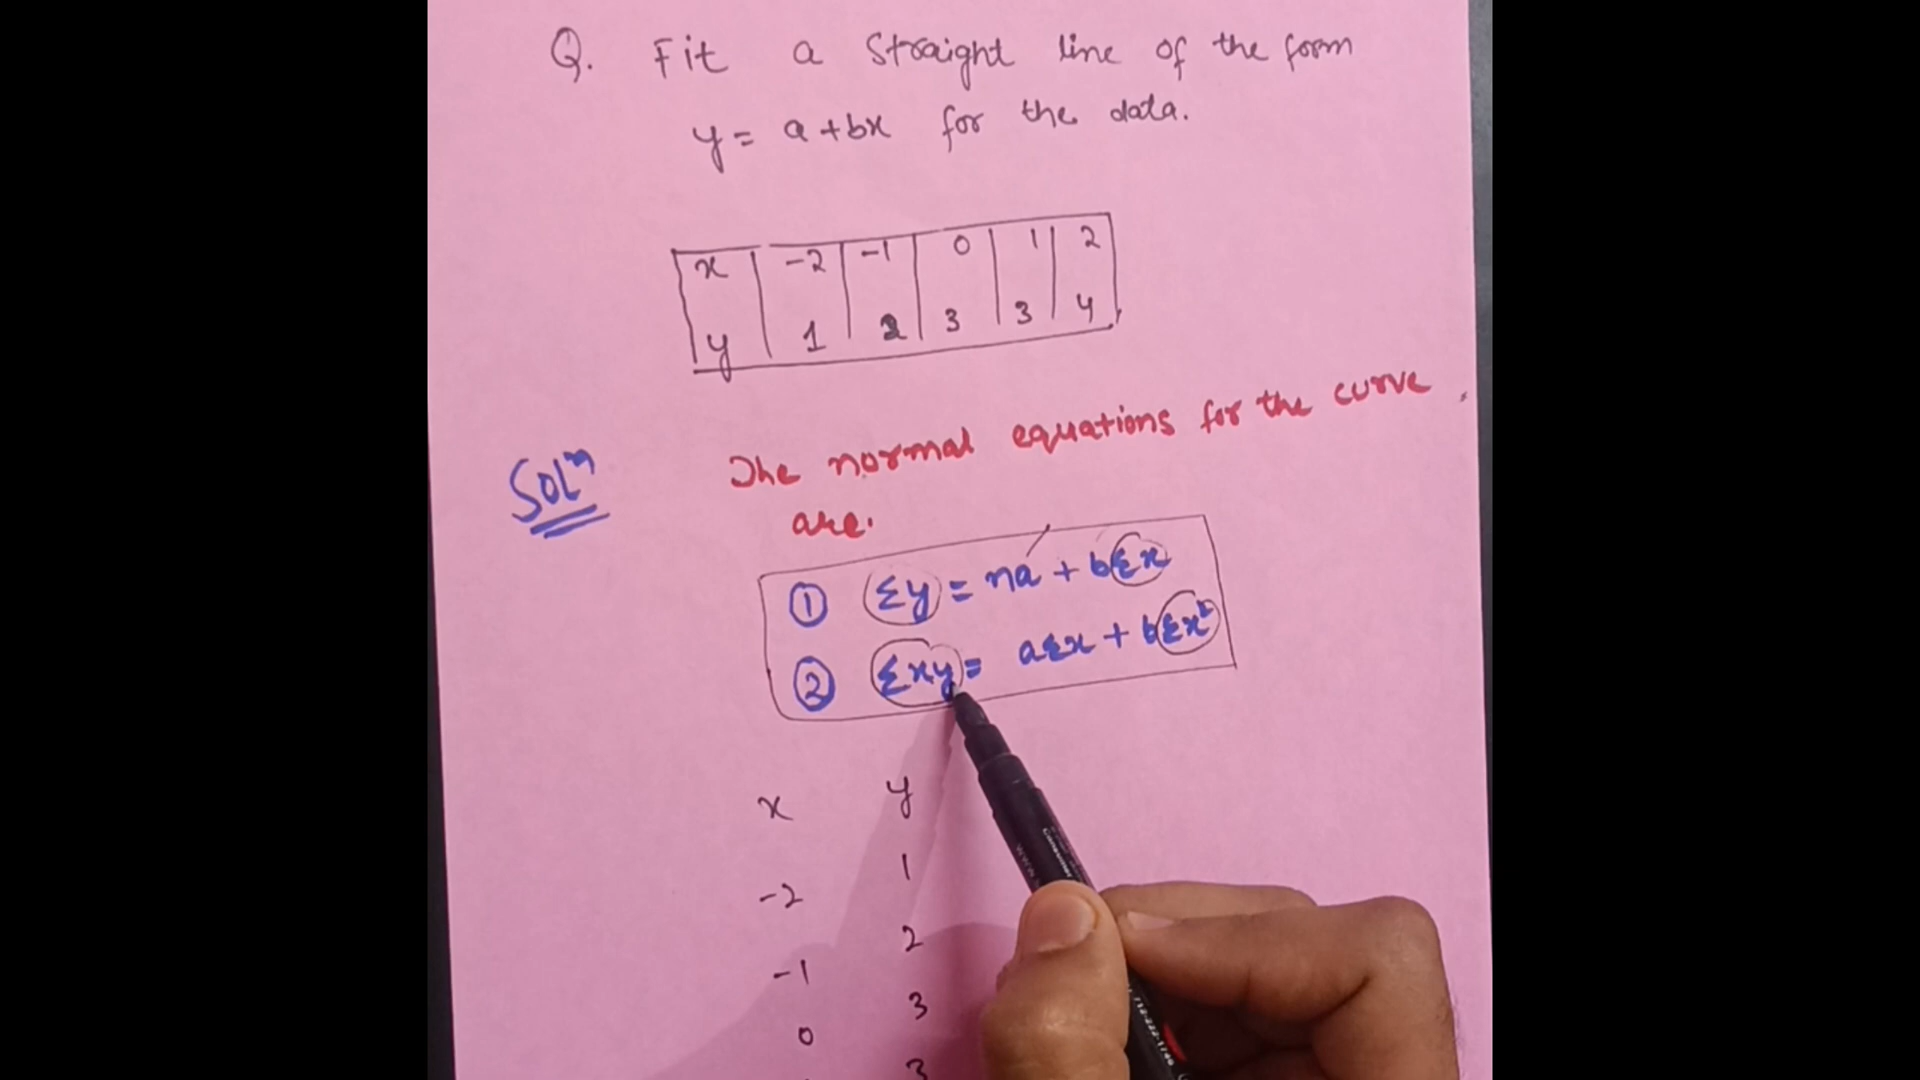 Q. Fit a straight line of the form
y = a + bx for the data.
x -2 -1 0 1 2
y 1 2 3 3 4
Solⁿ
The normal equations for the curve
are.
① Σy = na + bΣx
② Σxy = aΣx + bΣx²
x y
-2 1
-1 2
0 3
3